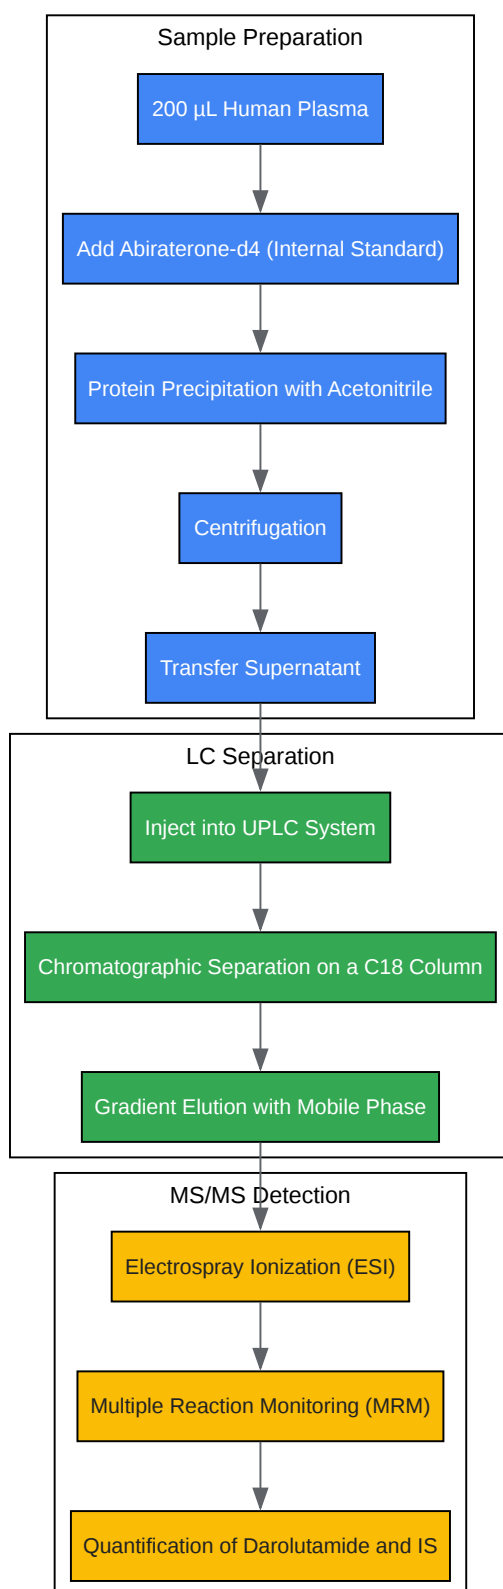 Sample Preparation
200 µL Human Plasma
Add Abiraterone-d4 (Internal Standard)
Protein Precipitation with Acetonitrile
Centrifugation
Transfer Supernatant
LC Separation
Inject into UPLC System
Chromatographic Separation on a C18 Column
Gradient Elution with Mobile Phase
MS/MS Detection
Electrospray Ionization (ESI)
Multiple Reaction Monitoring (MRM)
Quantification of Darolutamide and IS